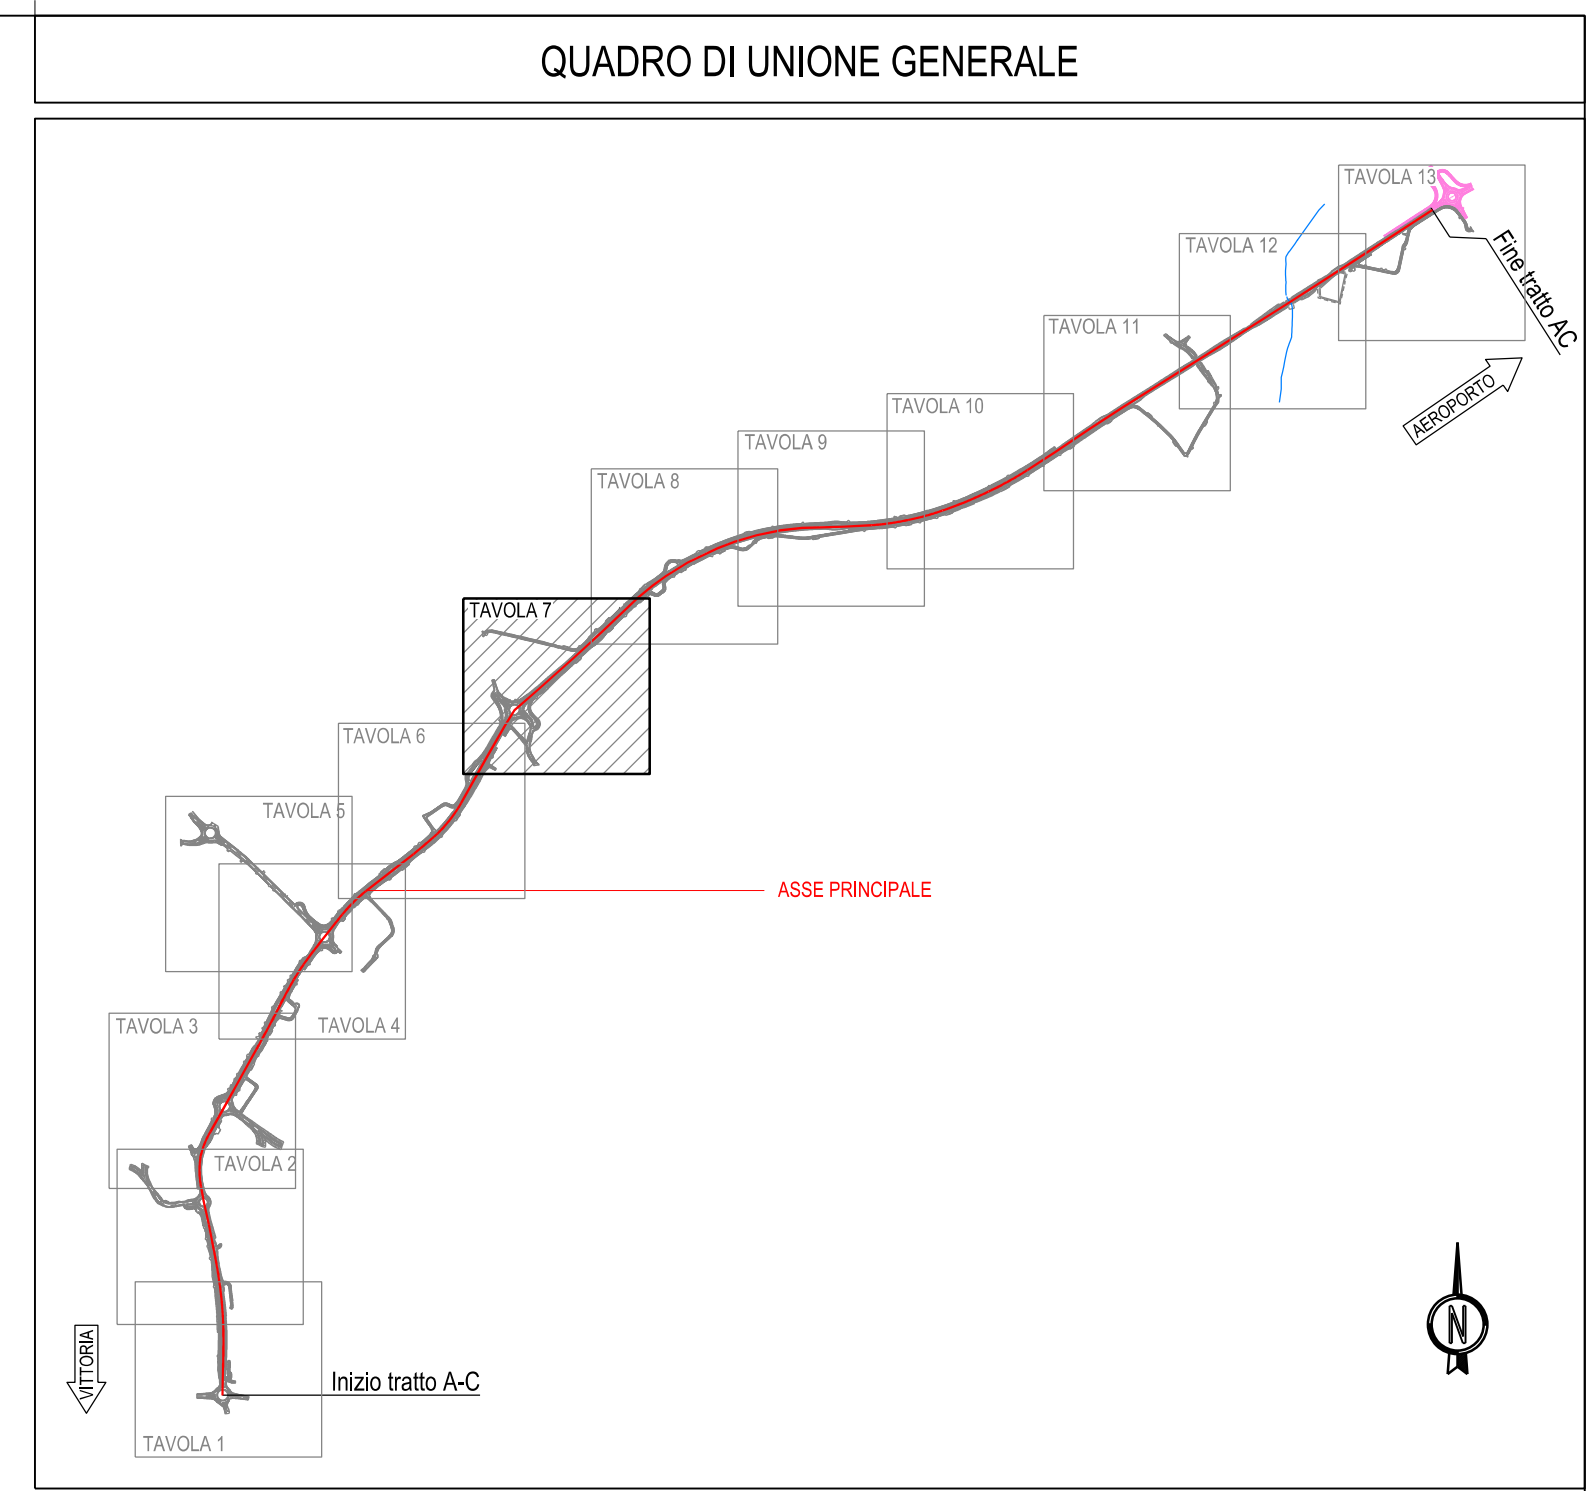 QUADRO DI UNIONE GENERALE
TAVOLA 13
Fine tratto AC
TAVOLA 12
TAVOLA 11
AEROPORTO
TAVOLA 10
TAVOLA 9
TAVOLA 8
TAVOLA 7
TAVOLA 6
TAVOLA 5
ASSE PRINCIPALE
TAVOLA 3
TAVOLA 4
TAVOLA 2
N
VITTORIA
Inizio tratto A-C
TAVOLA 1